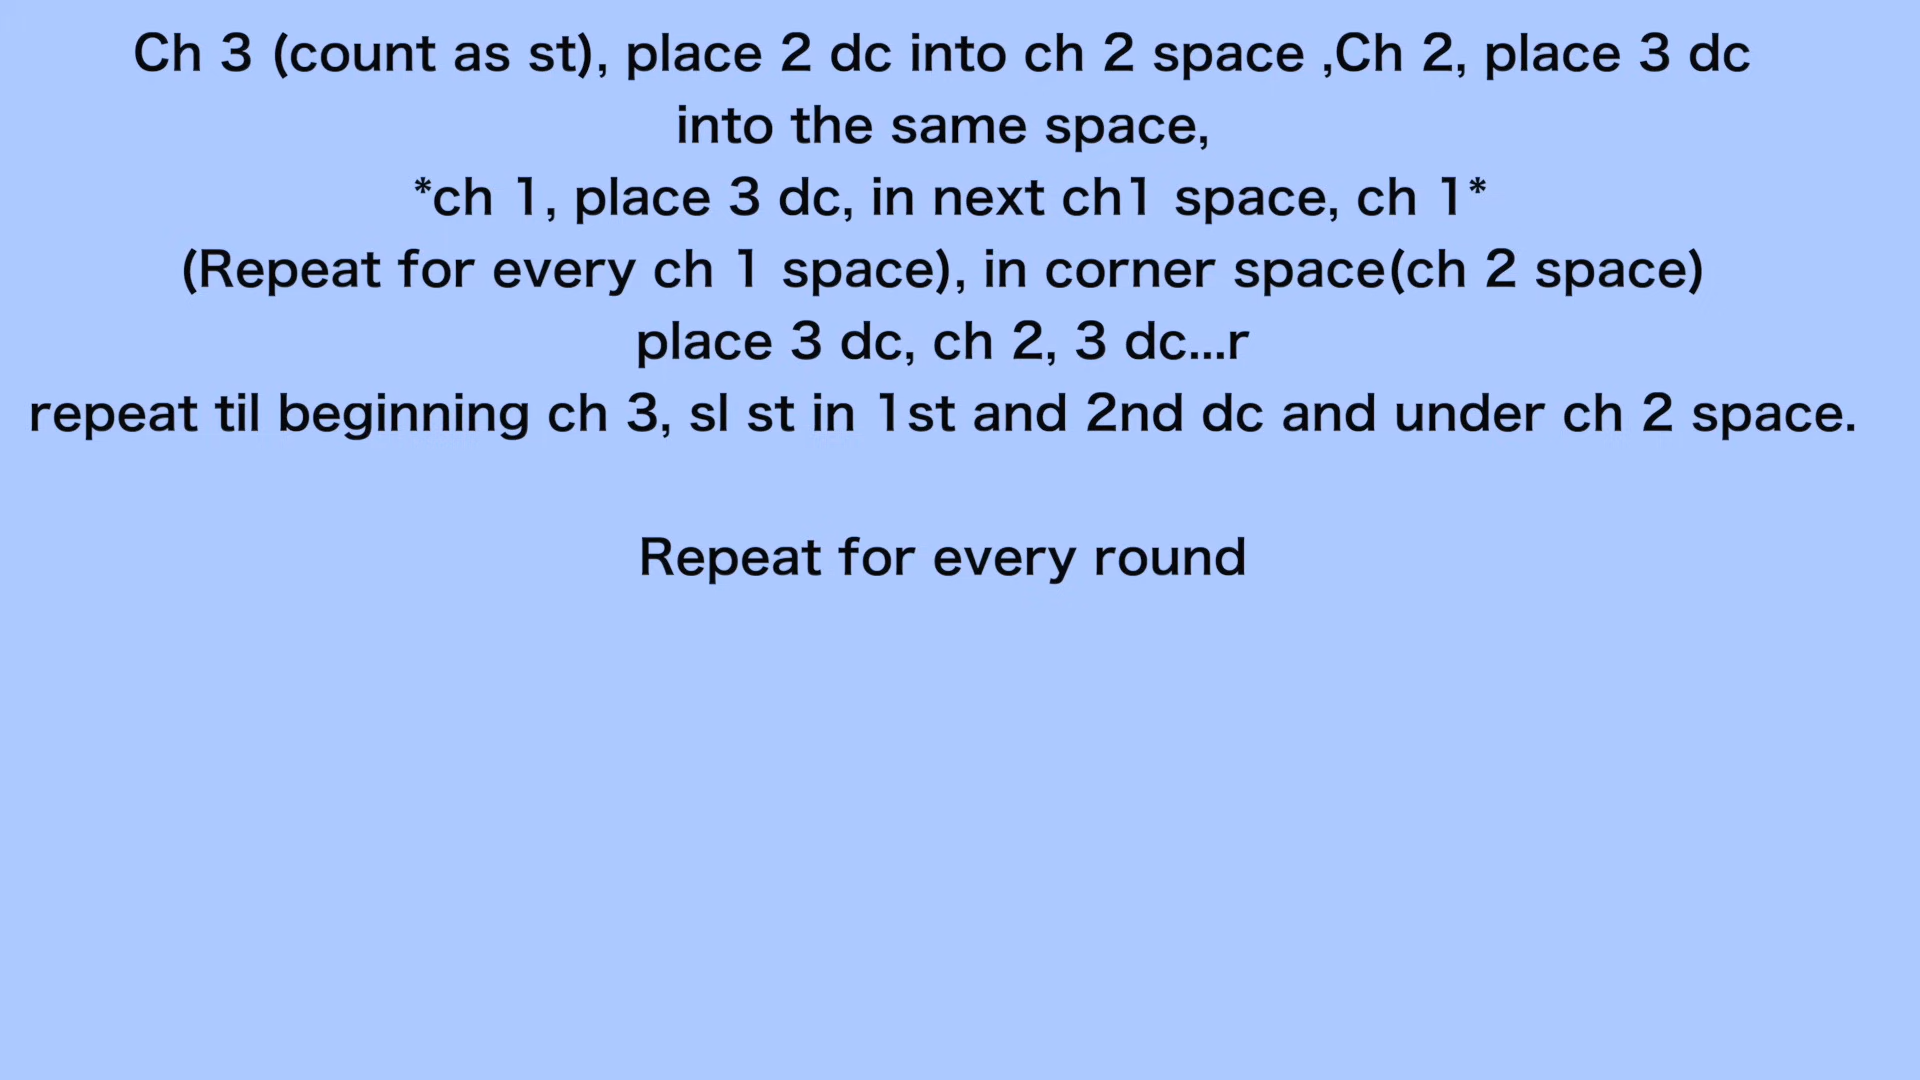 Ch 3 (count as st), place 2 dc into ch 2 space ,Ch 2, place 3 dc
into the same space,
*ch 1, place 3 dc, in next ch1 space, ch 1*
(Repeat for every ch 1 space), in corner space(ch 2 space)
place 3 dc, ch 2, 3 dc...r
repeat til beginning ch 3, sl st in 1st and 2nd dc and under ch 2 space.
Repeat for every round